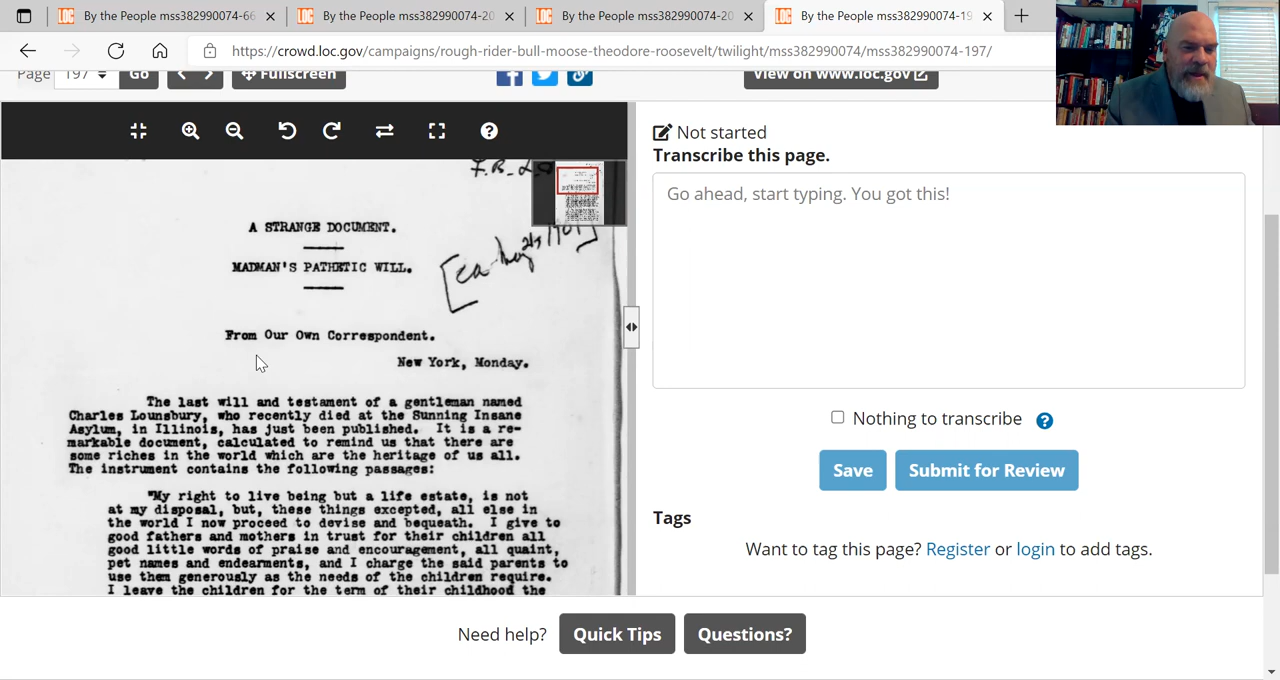 By the People mss382990074-66
By the People mss382990074-20
By the People mss382990074-20
By the People mss382990074-19
https://crowd.loc.gov/campaigns/rough-rider-bull-moose-theodore-roosevelt/twilight/mss382990074/mss382990074-197/
Page 197 Go Fullscreen View on www.loc.gov
A STRANGE DOCUMENT.
MADMAN'S PATHETIC WILL.
From Our Own Correspondent.
New York, Monday.
The last will and testament of a gentleman named
Charles Lounsbury, who recently died at the Sunning Insane
Asylum, in Illinois, has just been published. It is a re-
markable document, calculated to remind us that there are
some riches in the world which are the heritage of us all.
The instrument contains the following passages:
"My right to live being but a life estate, is not
at my disposal, but, these things excepted, all else in
the world I now proceed to devise and bequeath. I give to
good fathers and mothers in trust for their children all
good little words of praise and encouragement, all quaint,
pet names and endearments, and I charge the said parents to
use them generously as the needs of the children require.
I leave the children for the term of their childhood the
Not started
Transcribe this page.
Go ahead, start typing. You got this!
Nothing to transcribe ?
Save Submit for Review
Tags
Want to tag this page? Register or login to add tags.
Need help? Quick Tips Questions?